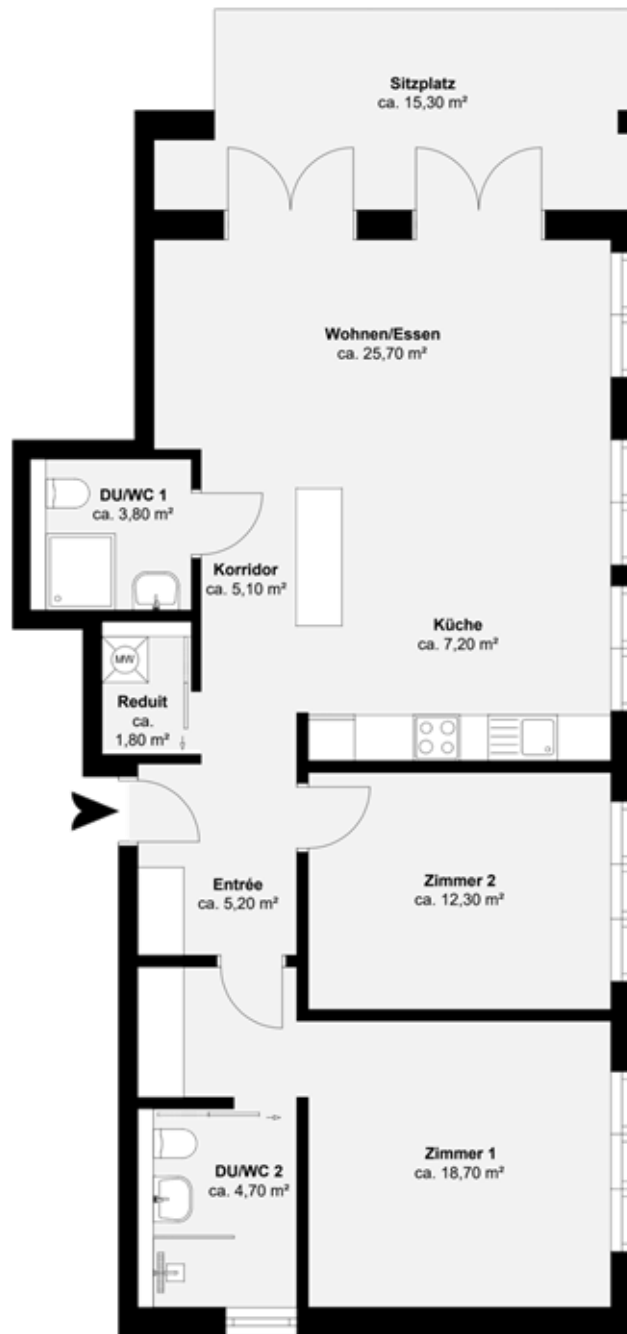 Sitzplatz
ca. 15,30 m²
Wohnen/Essen
ca. 25,70 m²
DU/WC 1
ca. 3,80 m²
Korridor
ca. 5,10 m²
Küche
ca. 7,20 m²
MW
Reduit
ca.
1,80 m²
Entrée
ca. 5,20 m²
Zimmer 2
ca. 12,30 m²
Zimmer 1
ca. 18,70 m²
DU/WC 2
ca. 4,70 m²